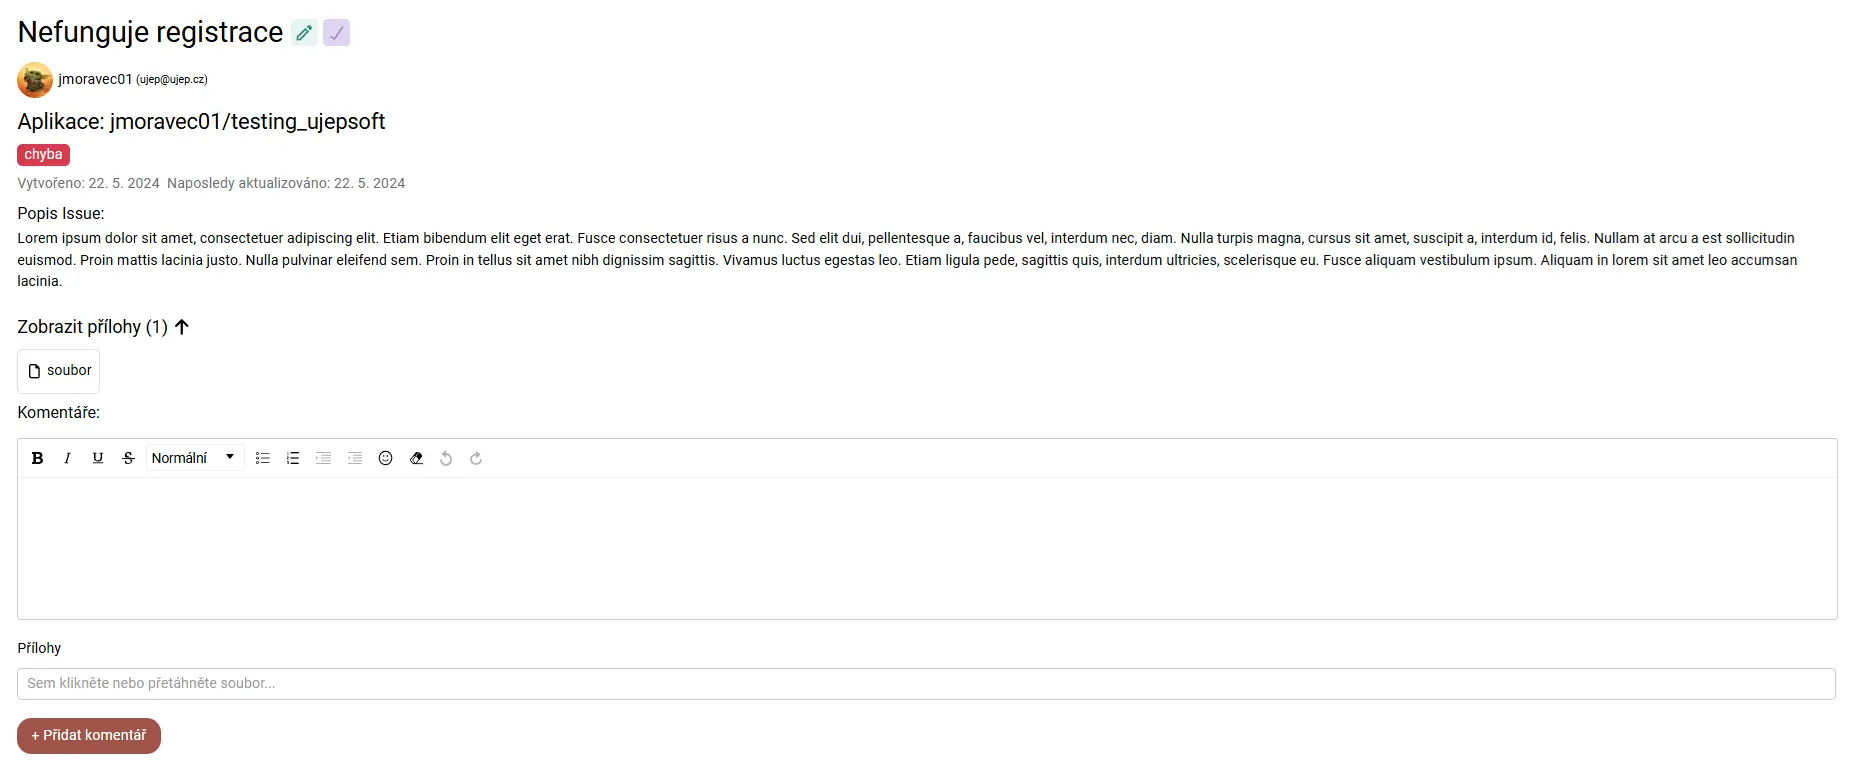 Nefunguje registrace
jmoravec01 (ujep@ujep.cz)
Aplikace: jmoravec01/testing_ujepsoft
chyba
Vytvořeno: 22. 5. 2024 Naposledy aktualizováno: 22. 5. 2024
Popis Issue:
Lorem ipsum dolor sit amet, consectetuer adipiscing elit. Etiam bibendum elit eget erat. Fusce consectetuer risus a nunc. Sed elit dui, pellentesque a, faucibus vel, interdum nec, diam. Nulla turpis magna, cursus sit amet, suscipit a, interdum id, felis. Nullam at arcu a est sollicitudin
euismod. Proin mattis lacinia justo. Nulla pulvinar eleifend sem. Proin in tellus sit amet nibh dignissim sagittis. Vivamus luctus egestas leo. Etiam ligula pede, sagittis quis, interdum ultricies, scelerisque eu. Fusce aliquam vestibulum ipsum. Aliquam in lorem sit amet leo accumsan
lacinia.
Zobrazit přílohy (1)
soubor
Komentáře:
B I U S Normální
Přílohy
Sem klikněte nebo přetáhněte soubor...
+ Přidat komentář